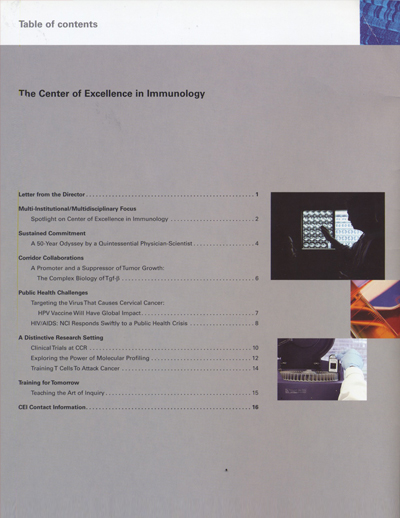 Table of contents
The Center of Excellence in Immunology
Letter from the Director . . . . . . . . . . . . . . . . . . . . . . . . . . . . . . . . . . . . . . . . 1
Multi-Institutional/Multidisciplinary Focus
Spotlight on Center of Excellence in Immunology . . . . . . . . . . . . . . . . . . . . 2
Sustained Commitment
A 50-Year Odyssey by a Quintessential Physician-Scientist . . . . . . . . . . . . . . 4
Corridor Collaborations
A Promoter and a Suppressor of Tumor Growth:
The Complex Biology of Tgf-β . . . . . . . . . . . . . . . . . . . . . . . . . . . . . . . . 6
Public Health Challenges
Targeting the Virus That Causes Cervical Cancer:
HPV Vaccine Will Have Global Impact . . . . . . . . . . . . . . . . . . . . . . . . . . . 7
HIV/AIDS: NCI Responds Swiftly to a Public Health Crisis . . . . . . . . . . . . . . . 8
A Distinctive Research Setting
Clinical Trials at CCR . . . . . . . . . . . . . . . . . . . . . . . . . . . . . . . . . . . . . . . 10
Exploring the Power of Molecular Profiling . . . . . . . . . . . . . . . . . . . . . . . . 12
Training T Cells To Attack Cancer . . . . . . . . . . . . . . . . . . . . . . . . . . . . . . . 14
Training for Tomorrow
Teaching the Art of Inquiry . . . . . . . . . . . . . . . . . . . . . . . . . . . . . . . . . . . 15
CEI Contact Information . . . . . . . . . . . . . . . . . . . . . . . . . . . . . . . . . . . . . . 16